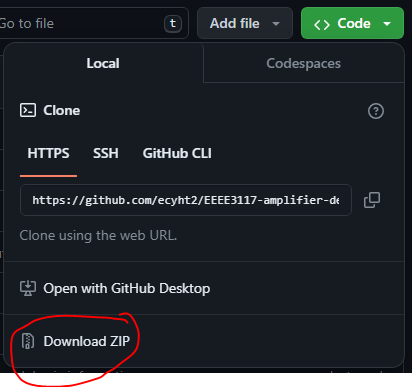 Go to file t Add file Code
Local Codespaces
Clone
HTTPS SSH GitHub CLI
https://github.com/ecyht2/EEEE3117-amplifier-de
Clone using the web URL.
Open with GitHub Desktop
Download ZIP